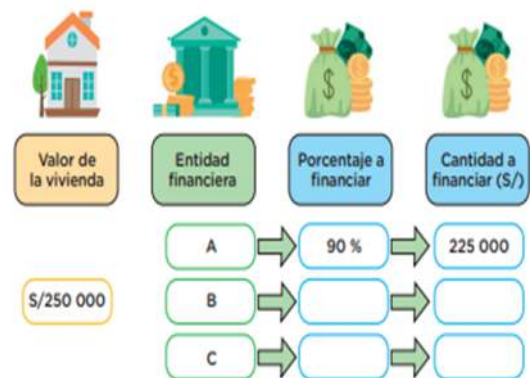 Valor de
la vivienda
Entidad
financiera
Porcentaje a
financiar
Cantidad a
financiar (S/)
A
90 %
225 000
S/250 000
B
C